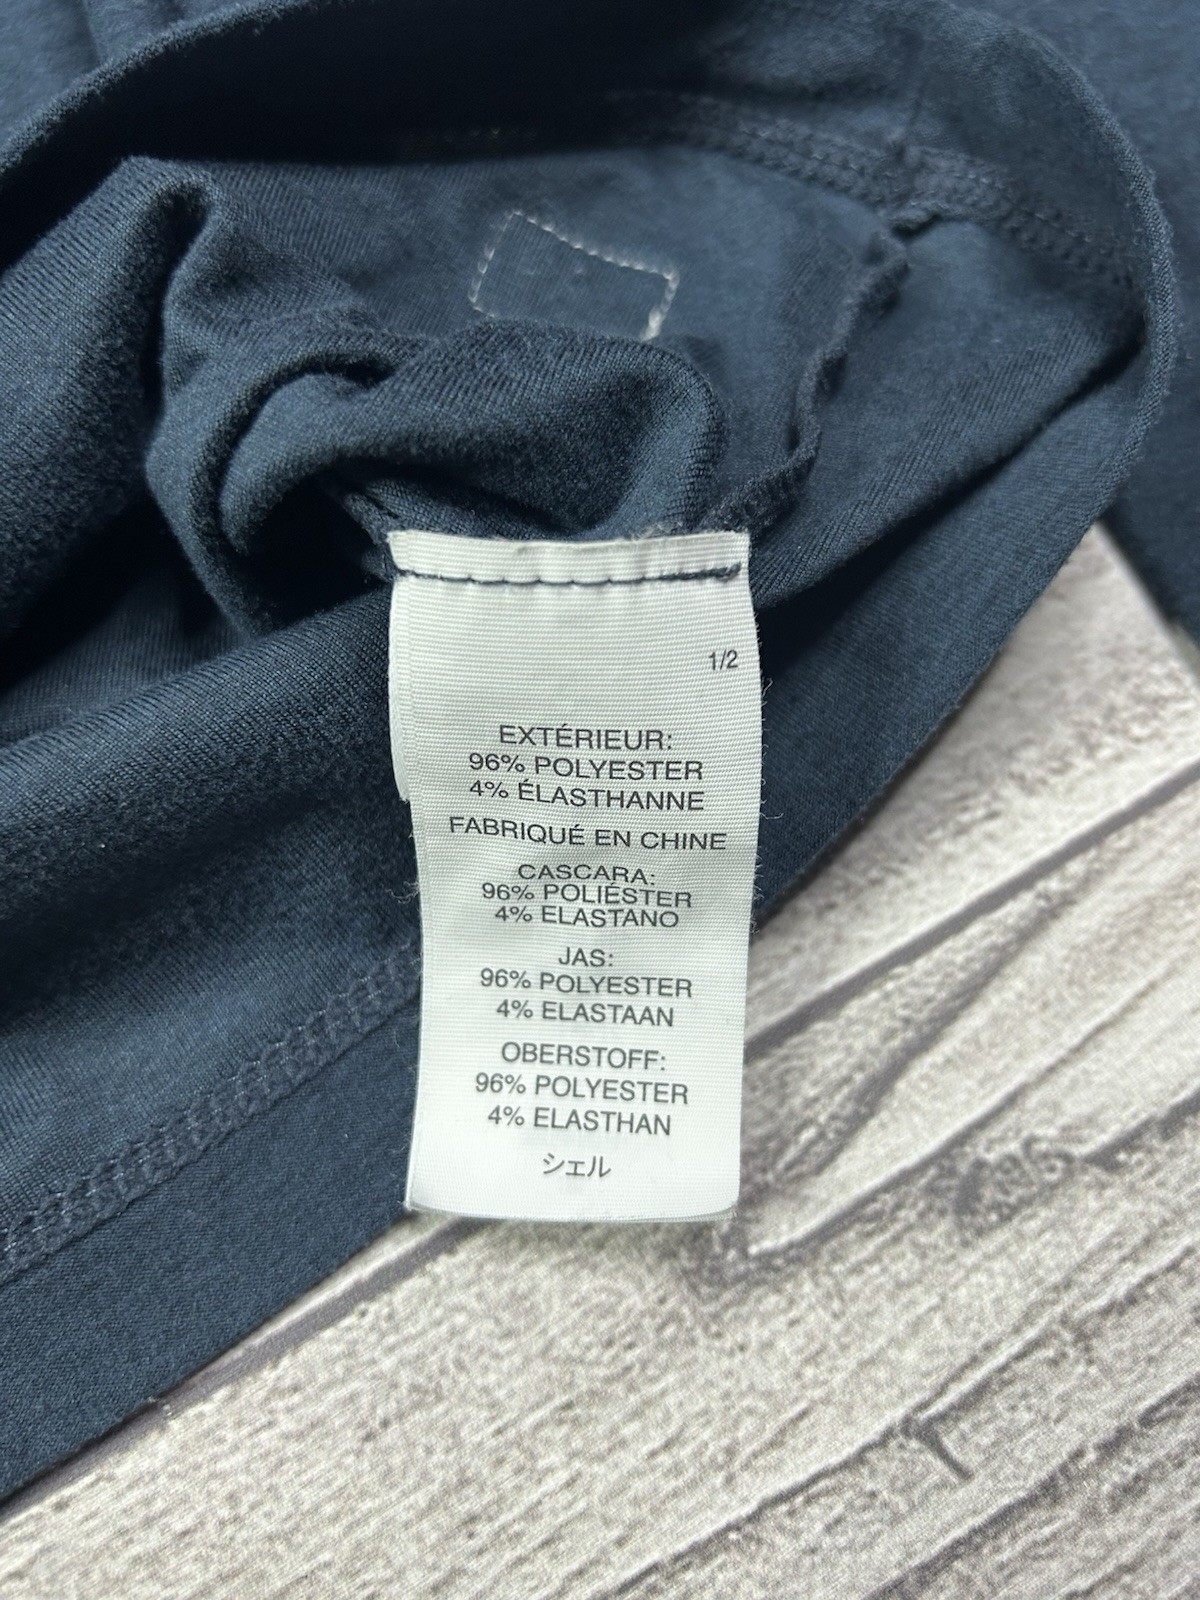 1/2
EXTÉRIEUR:
96% POLYESTER
4% ÉLASTHANNE
FABRIQUÉ EN CHINE
CASCARA:
96% POLIÉSTER
4% ELASTANO
JAS:
96% POLYESTER
4% ELASTAAN
OBERSTOFF:
96% POLYESTER
4% ELASTHAN
シェル